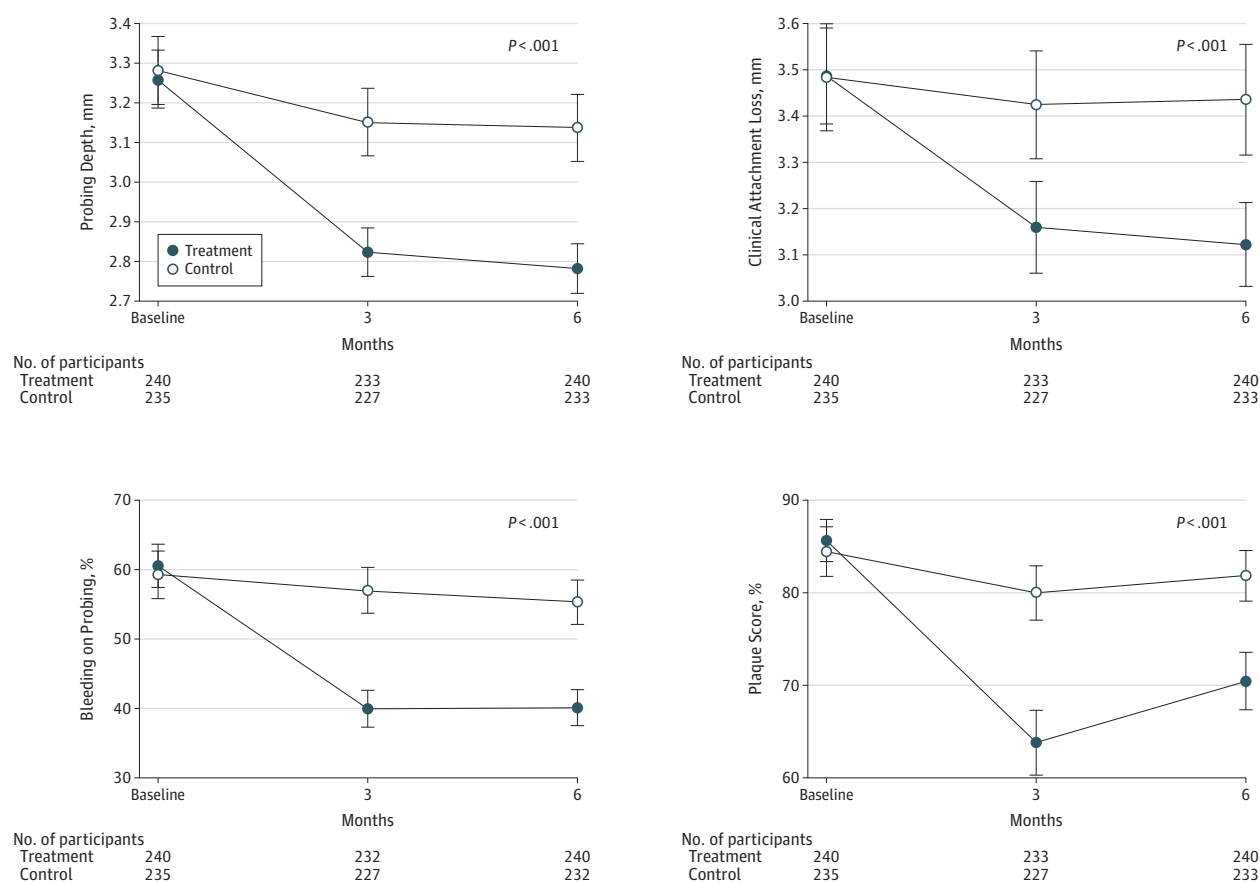 3.4
3.3
3.2
3.1
3.0
2.9
2.8
2.7
Probing Depth, mm
P < .001
Treatment
Control
Baseline 3 6
Months
No. of participants
Treatment 240 233 240
Control 235 227 233
3.6
3.5
3.4
3.3
3.2
3.1
3.0
Clinical Attachment Loss, mm
P < .001
Baseline 3 6
Months
No. of participants
Treatment 240 233 240
Control 235 227 233
70
60
50
40
30
Bleeding on Probing, %
P < .001
Baseline 3 6
Months
No. of participants
Treatment 240 232 240
Control 235 227 232
90
80
70
60
Plaque Score, %
P < .001
Baseline 3 6
Months
No. of participants
Treatment 240 233 240
Control 235 227 233